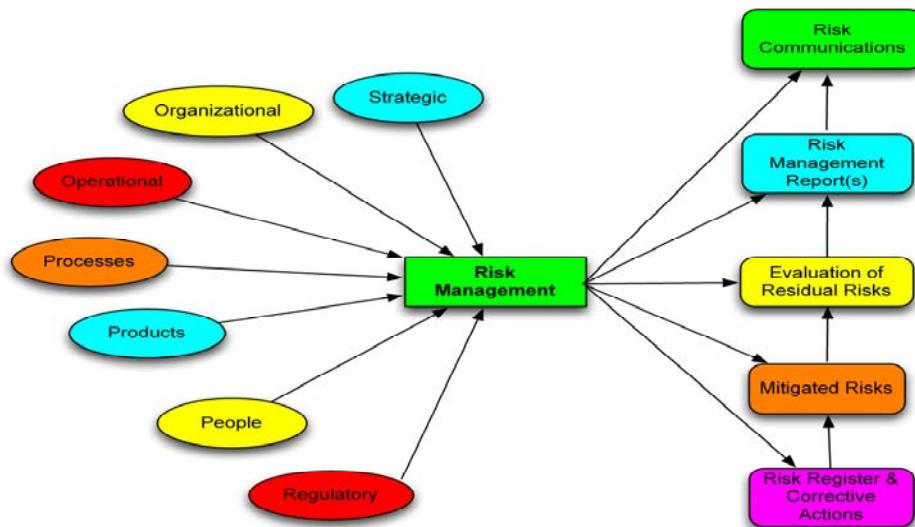 Risk
Communications
Strategic
Organizational
Risk
Management
Report(s)
Operational
Processes
Risk
Management
Evaluation of
Residual Risks
Products
Mitigated Risks
People
Regulatory
Risk Register &
Corrective
Actions